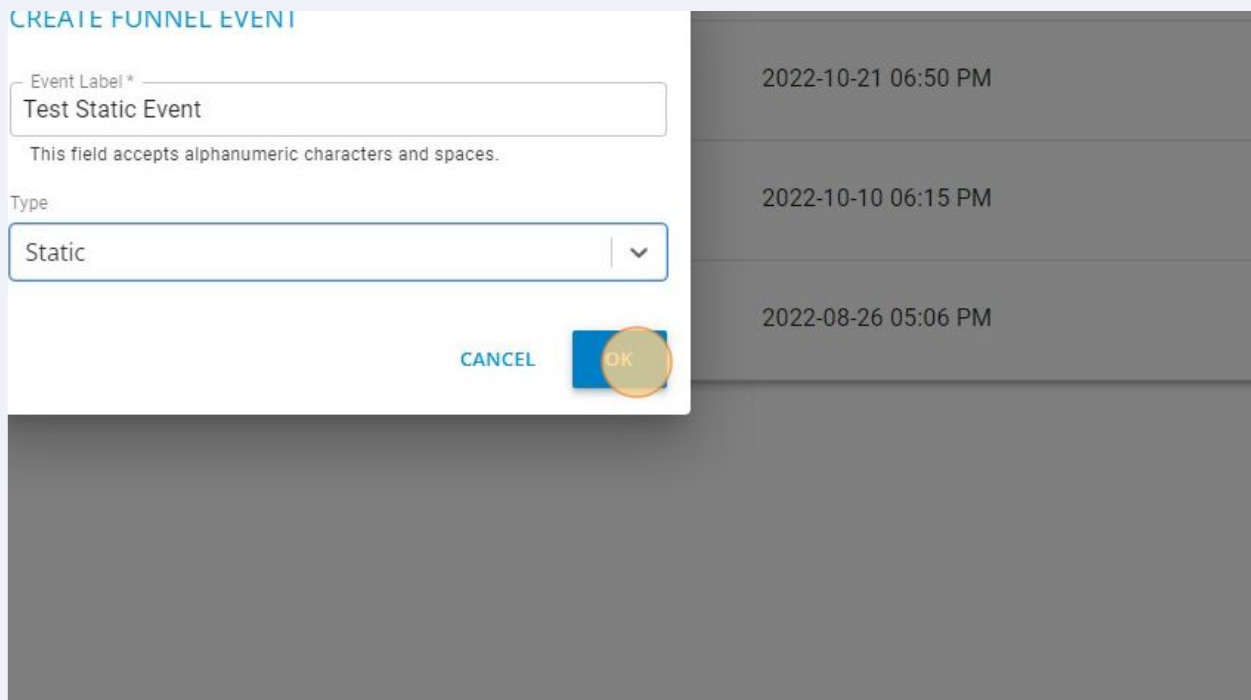 CREATE FUNNEL EVENT
Event Label *
Test Static Event
This field accepts alphanumeric characters and spaces.
Type
Static
CANCEL
OK
2022-10-21 06:50 PM
2022-10-10 06:15 PM
2022-08-26 05:06 PM